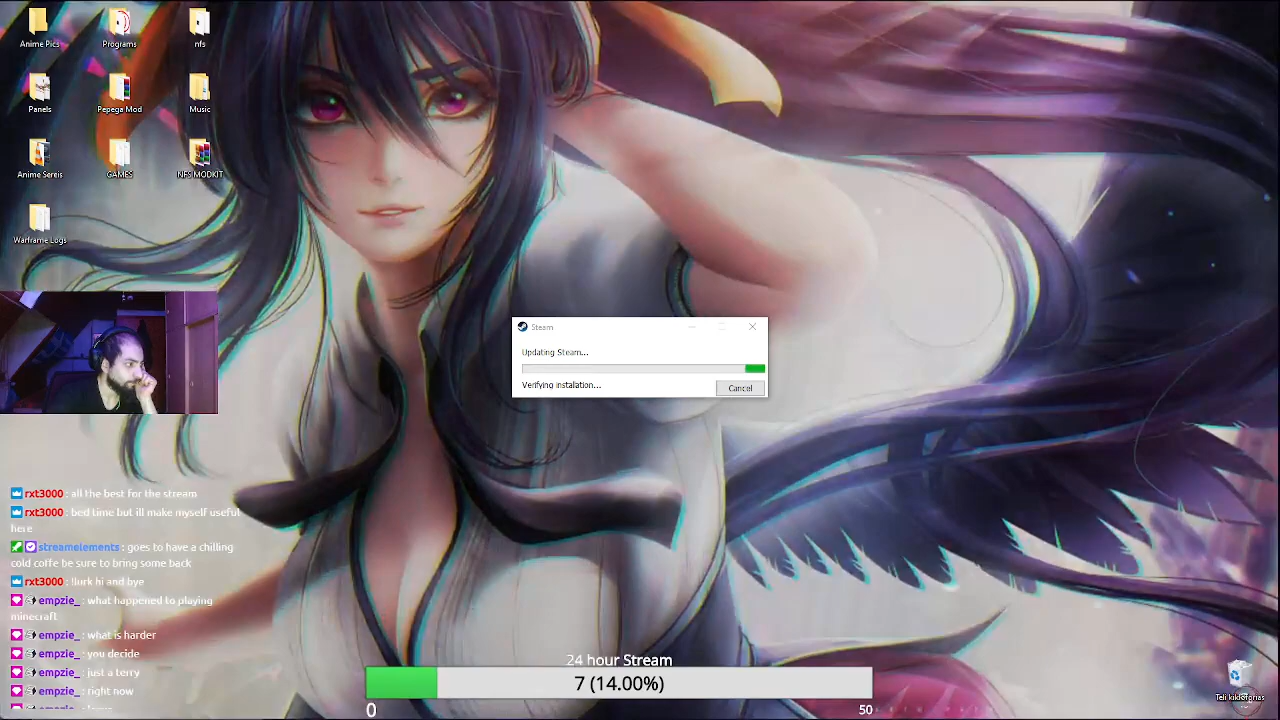 Anime Pics
Programs
nfs
Panels
Pepega Mod
Music
Anime Sereis
GAMES
NFS MODKIT
Warframe Logs
Steam
Updating Steam...
Verifying installation...
Cancel
rxt3000 : all the best for the stream
rxt3000 : bed time but ill make myself useful
here
streamelements : goes to have a chilling
cold coffe be sure to bring some back
rxt3000 : !lurk hi and bye
empzie_ : what happened to playing
minecraft
empzie_ : what is harder
empzie_ : you decide
empzie_ : just a terry
empzie_ : right now
24 hour Stream
7 (14.00%)
0
50